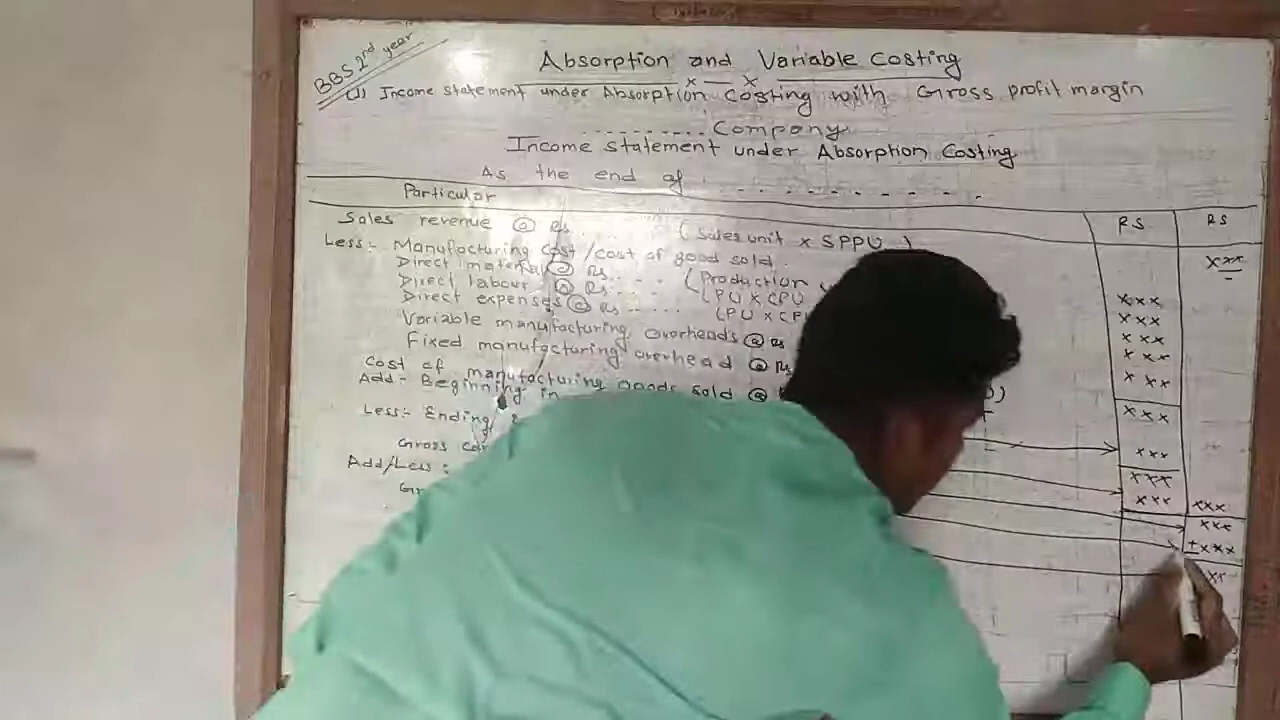 BBS 2nd year
Absorption and Variable Costing
x — x
(1) Income statement under Absorption Costing with Gross profit margin
.......... Company
Income statement under Absorption Costing
As the end of . . . . . . . . . . .
Particular RS RS
Sales revenue @ Rs .... (Sales unit x SPPU ) xxx
Less:- Manufacturing cost /cost of good sold.
Direct material @ Rs.... (Production xxx
Direct labour @ Rs.... (PU x CPU xxx
Direct expenses @ Rs ...... (PU x CPU xxx
Variable manufacturing overheads @ Rs xxx
Fixed manufacturing overhead @ Rs xxx
Cost of manufacturing goods sold @ xxx
Add:- Beginning in xxx
xxx
Less:- Ending xxx xxx
Gross xxx
Add/Less: ±xxx
xx